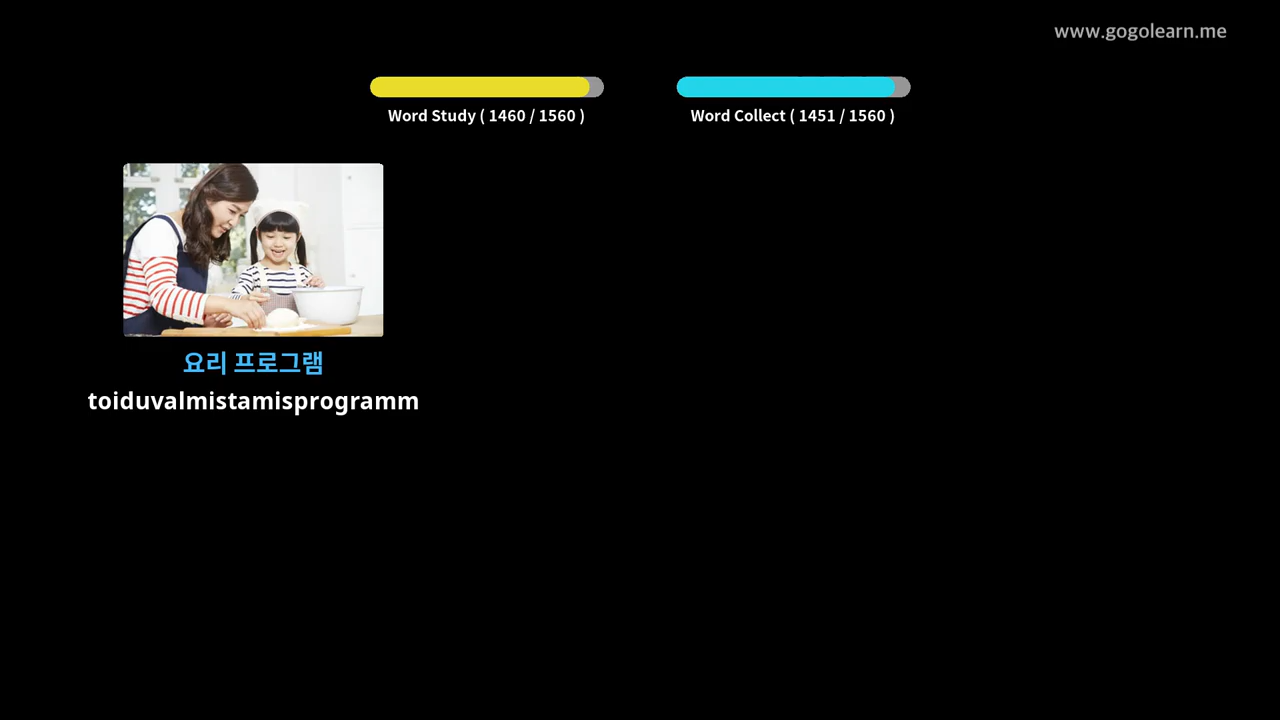 www.gogolearn.me
Word Study ( 1460 / 1560 )
Word Collect ( 1451 / 1560 )
요리 프로그램
toiduvalmistamisprogramm